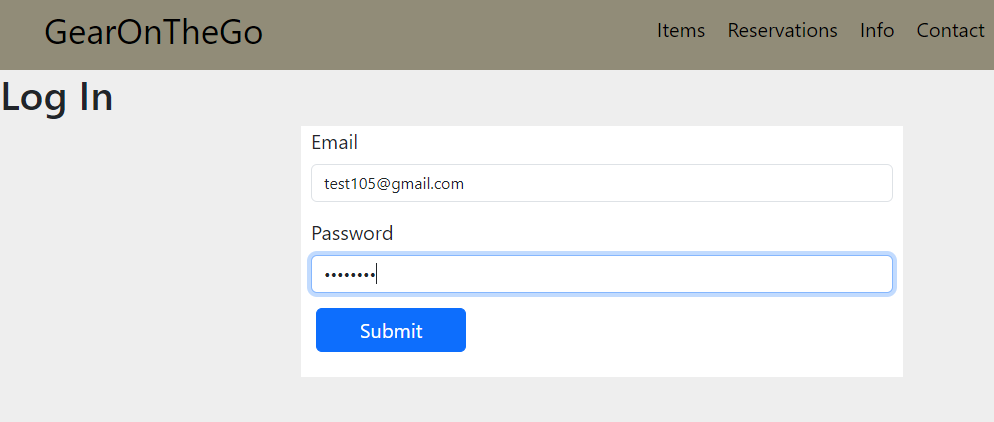 GearOnTheGo Items Reservations Info Contact
Log In
Email
test105@gmail.com
Password
••••••••
Submit